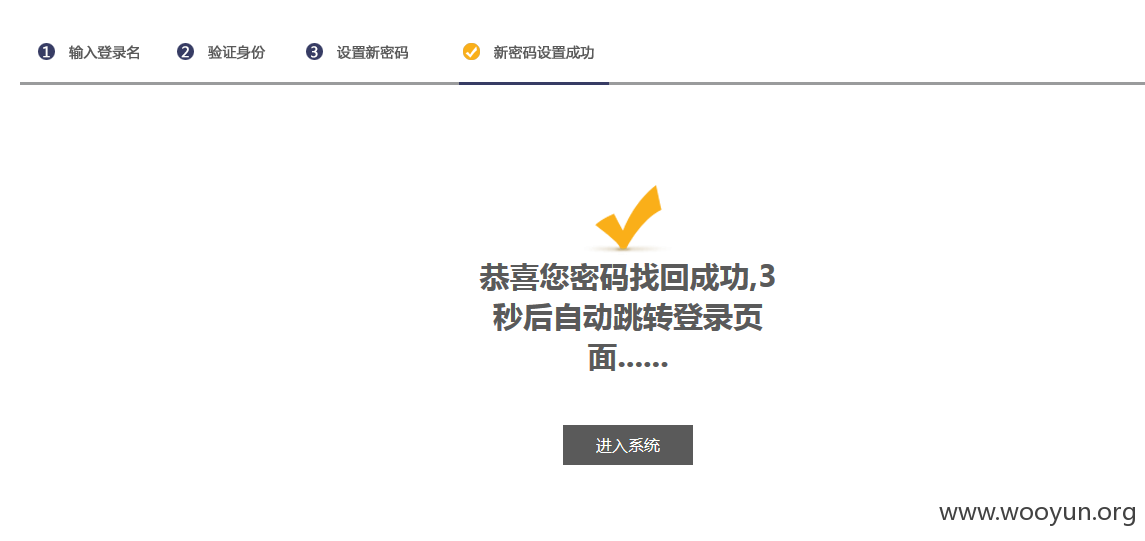 1 输入登录名 2 验证身份 3 设置新密码 新密码设置成功
恭喜您密码找回成功,3
秒后自动跳转登录页
面......
进入系统
www.wooyun.org